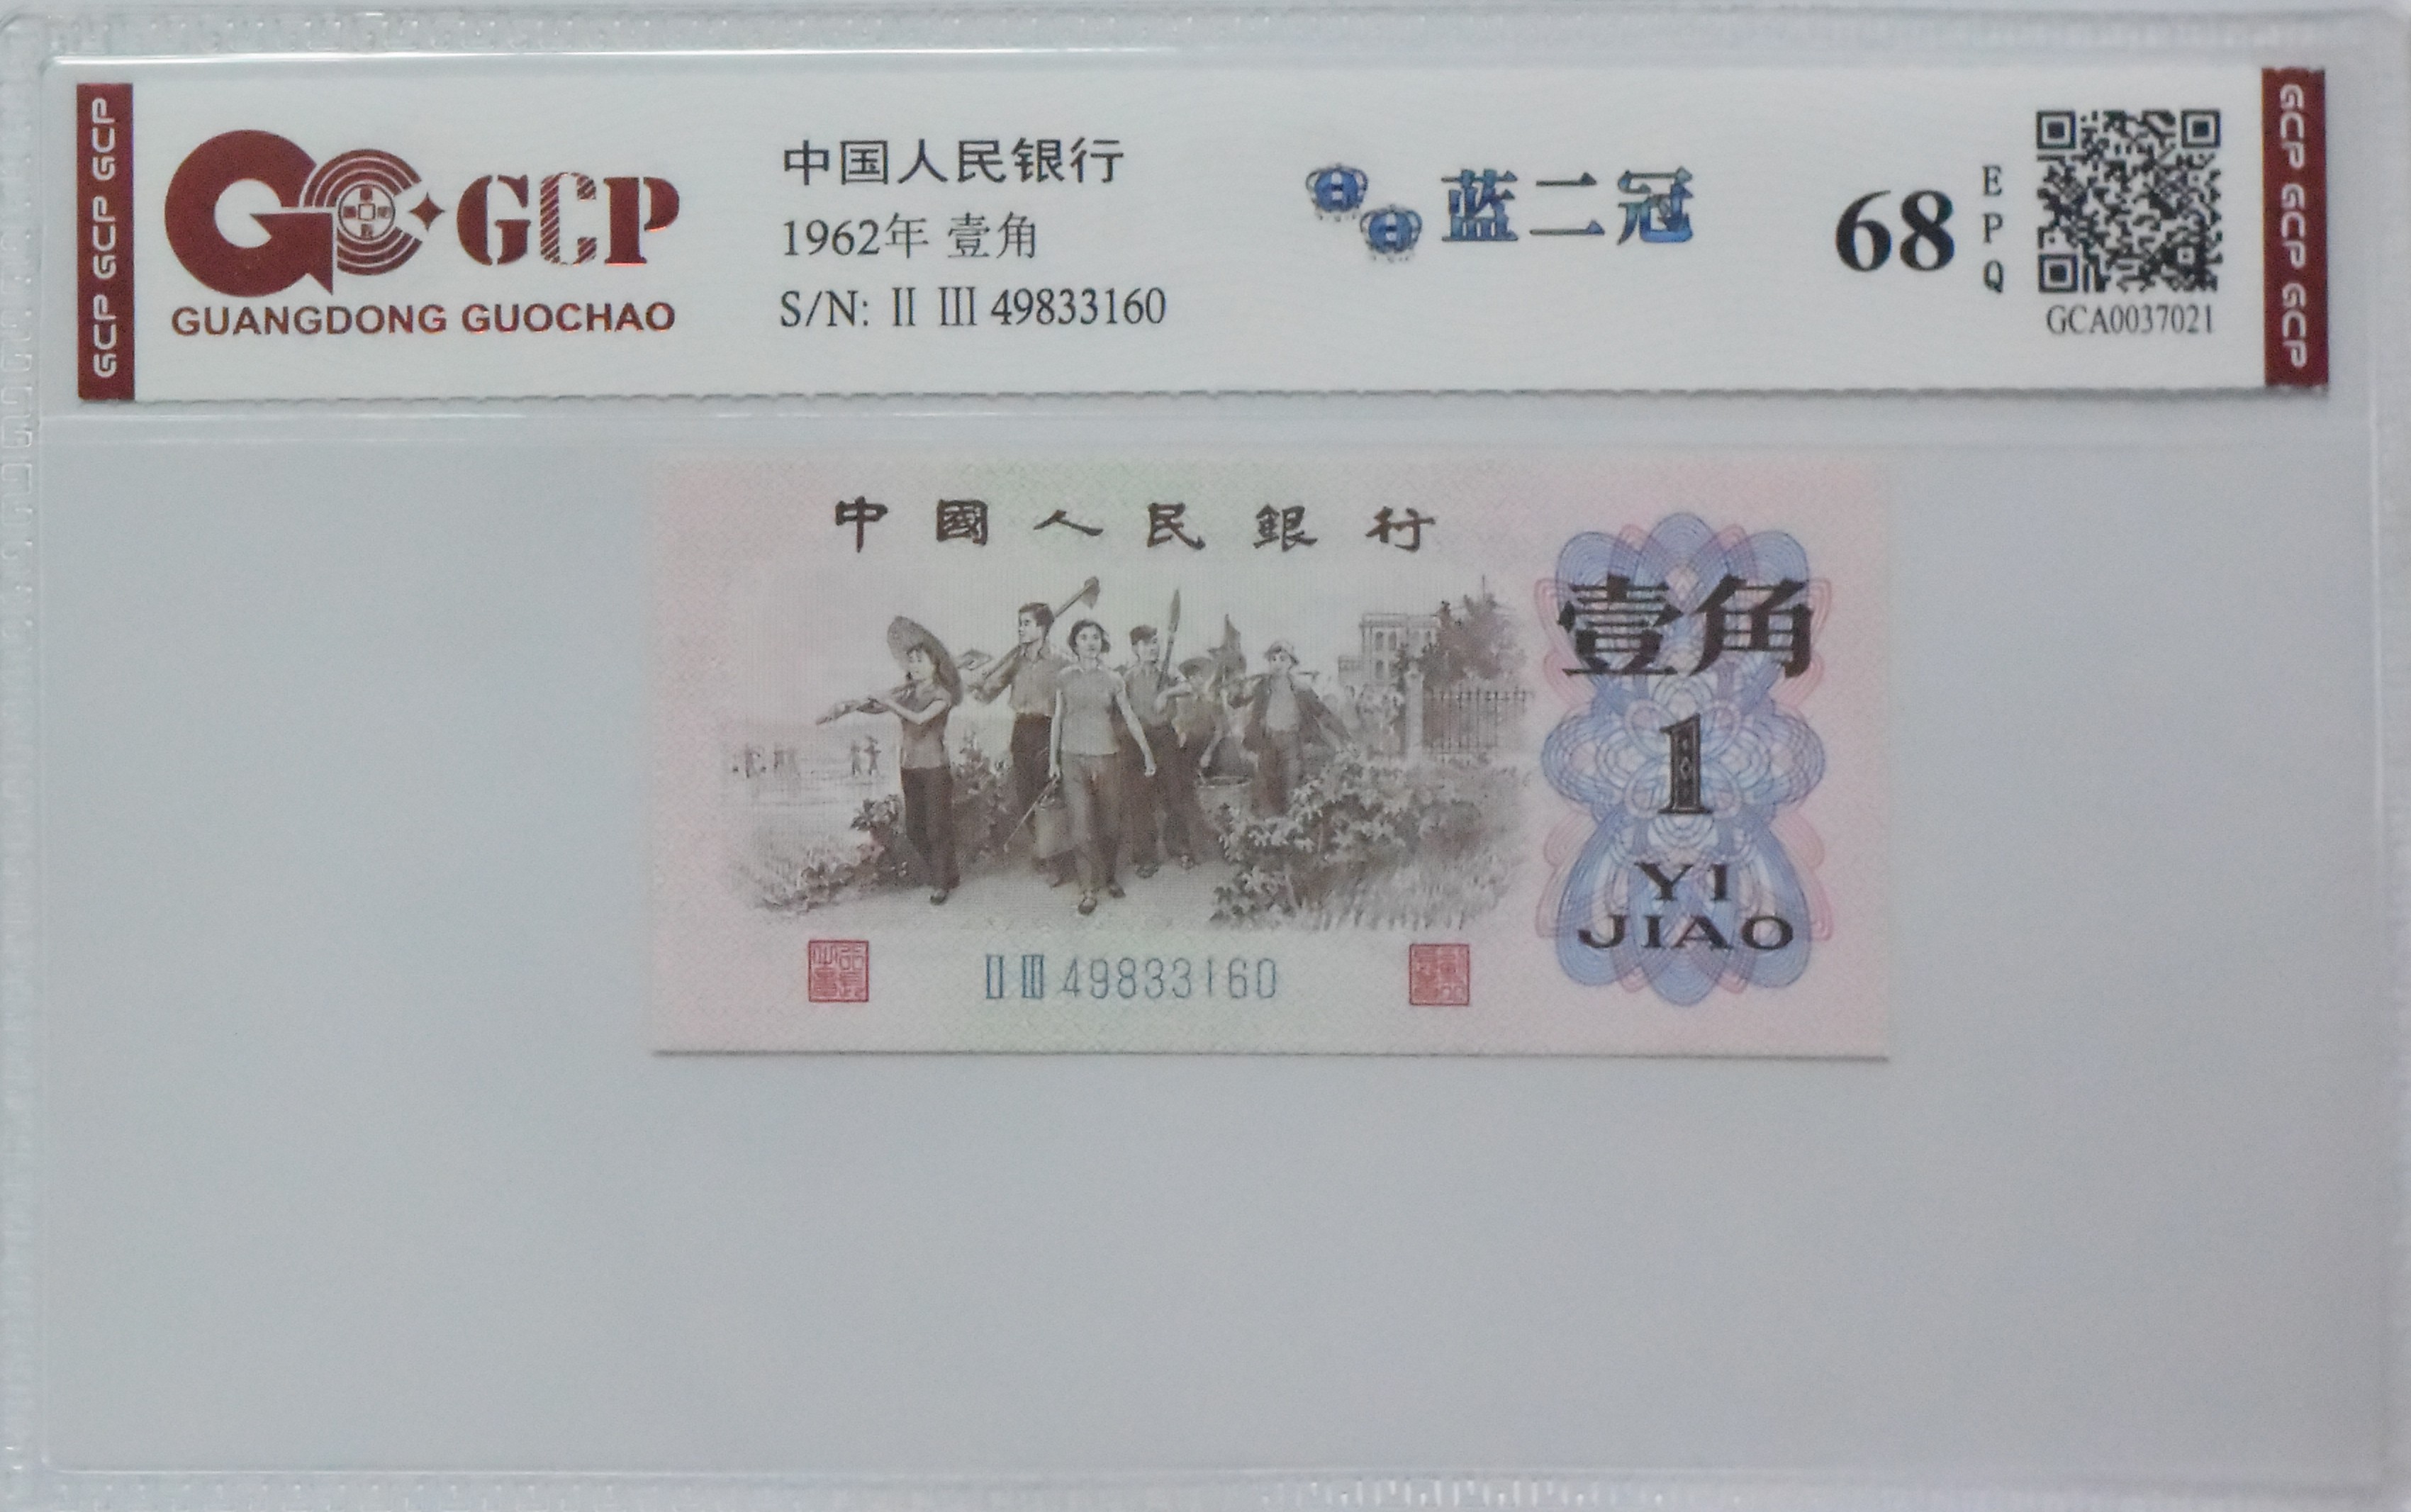 GCP GCP GCP
GCP
GUANGDONG GUOCHAO
中国人民银行
1962年 壹角
S/N: Ⅱ Ⅲ 49833160
蓝二冠
68
EPQ
GCA0037021
GCP GCP GCP
中國人民銀行
壹角
1
YI
JIAO
Ⅱ Ⅲ 49833160